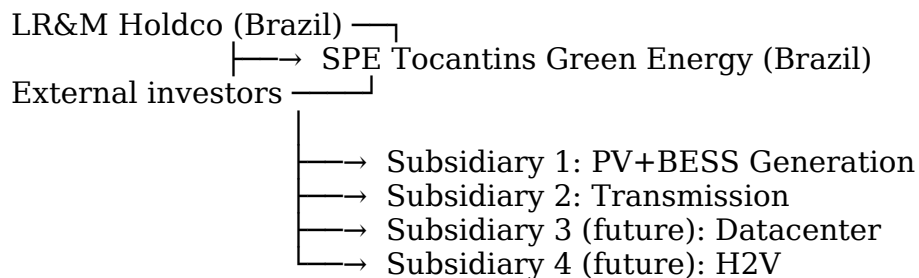 LR&M Holdco (Brazil)
SPE Tocantins Green Energy (Brazil)
External investors
Subsidiary 1: PV+BESS Generation
Subsidiary 2: Transmission
Subsidiary 3 (future): Datacenter
Subsidiary 4 (future): H2V